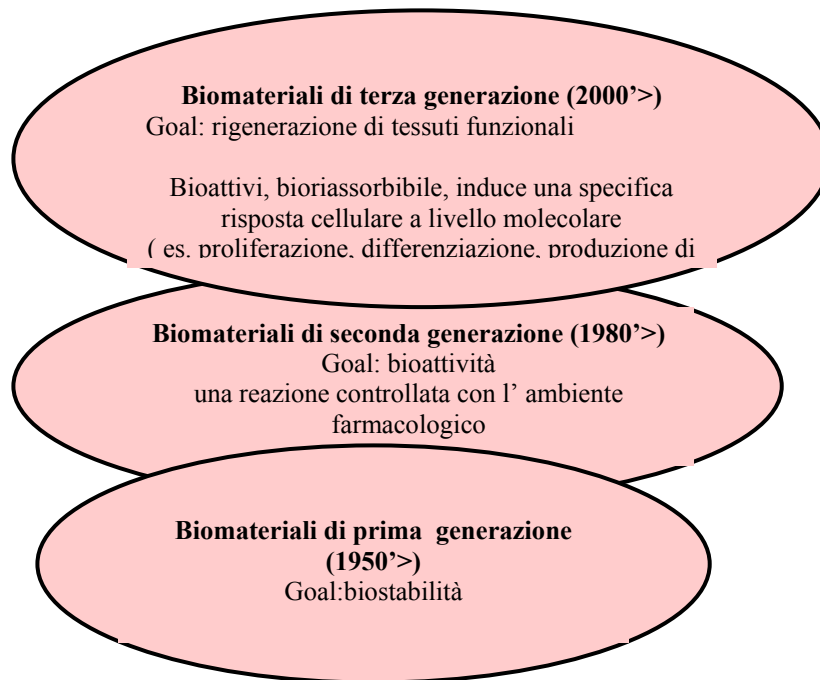 Biomateriali di terza generazione (2000'>)
Goal: rigenerazione di tessuti funzionali
Bioattivi, bioriassorbibile, induce una specifica
risposta cellulare a livello molecolare
( es. proliferazione, differenziazione, produzione di
Biomateriali di seconda generazione (1980'>)
Goal: bioattività
una reazione controllata con l' ambiente
farmacologico
Biomateriali di prima generazione
(1950'>)
Goal:biostabilità